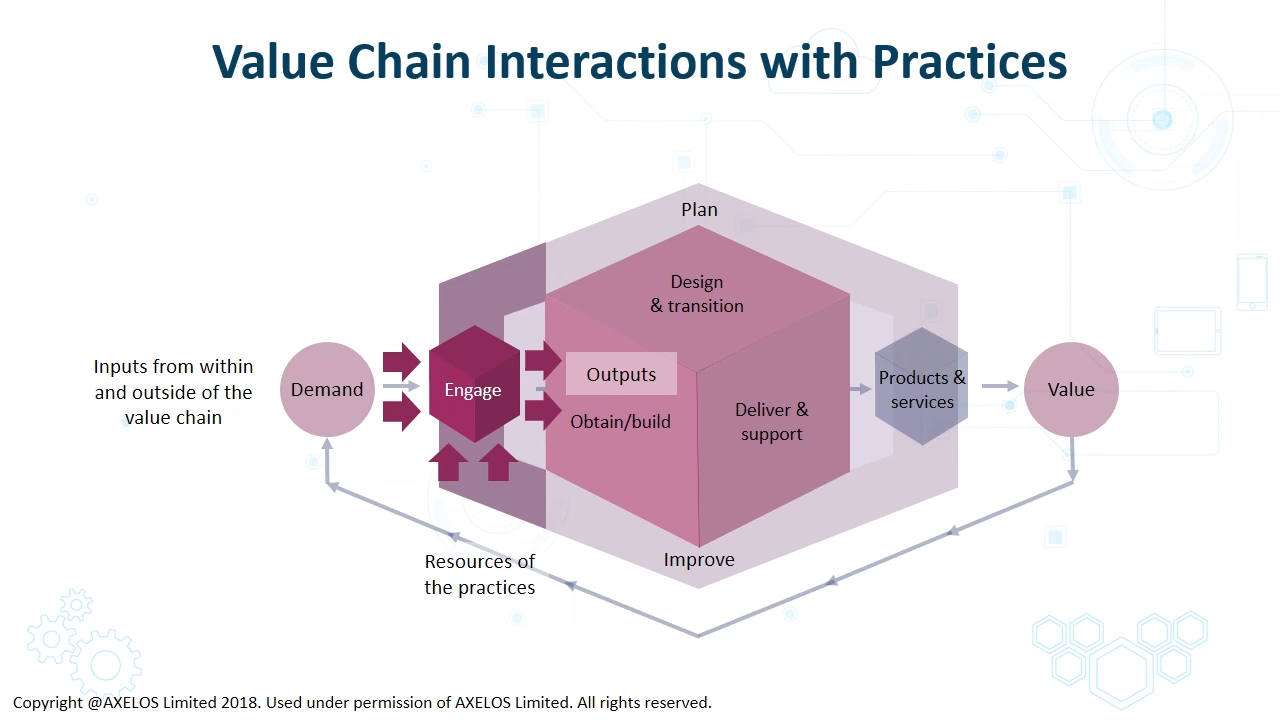 Value Chain Interactions with Practices
Plan
Design
& transition
Inputs from within
and outside of the
value chain
Demand
Engage
Outputs
Obtain/build
Deliver &
support
Products &
services
Value
Resources of
the practices
Improve
Copyright @AXELOS Limited 2018. Used under permission of AXELOS Limited. All rights reserved.